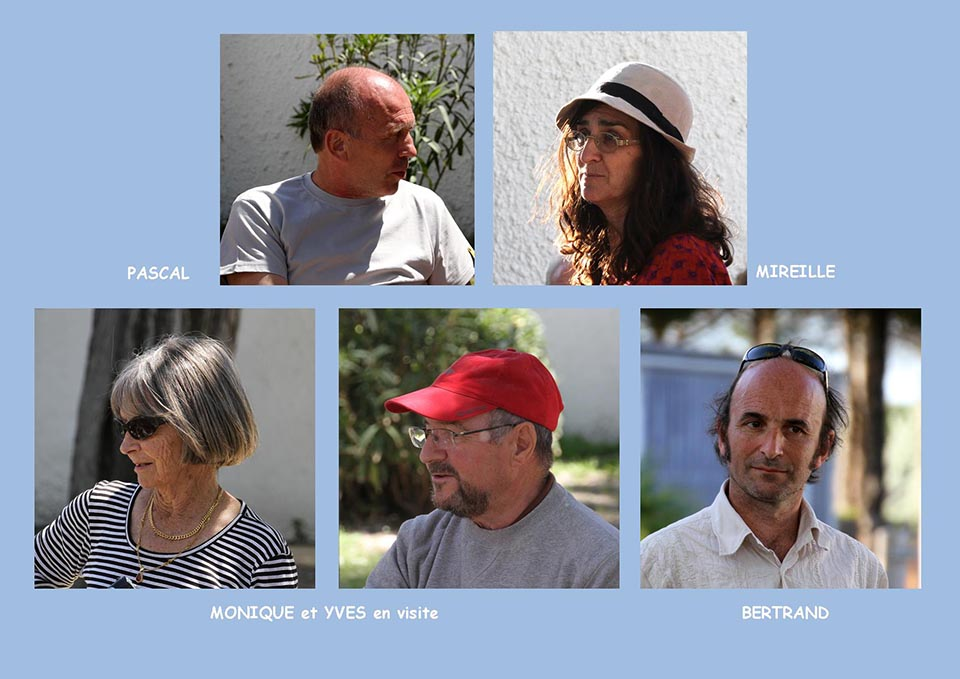 PASCAL
MIREILLE
MONIQUE et YVES en visite
BERTRAND